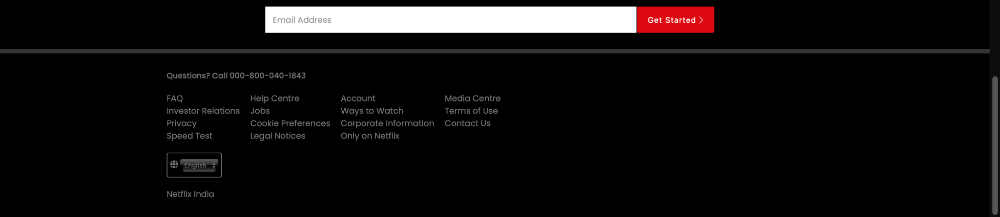 Email Address
Get Started >
Questions? Call 000-800-040-1843
FAQ
Help Centre
Account
Media Centre
Investor Relations
Jobs
Ways to Watch
Terms of Use
Privacy
Cookie Preferences
Corporate Information
Contact Us
Speed Test
Legal Notices
Only on Netflix
English
Netflix India